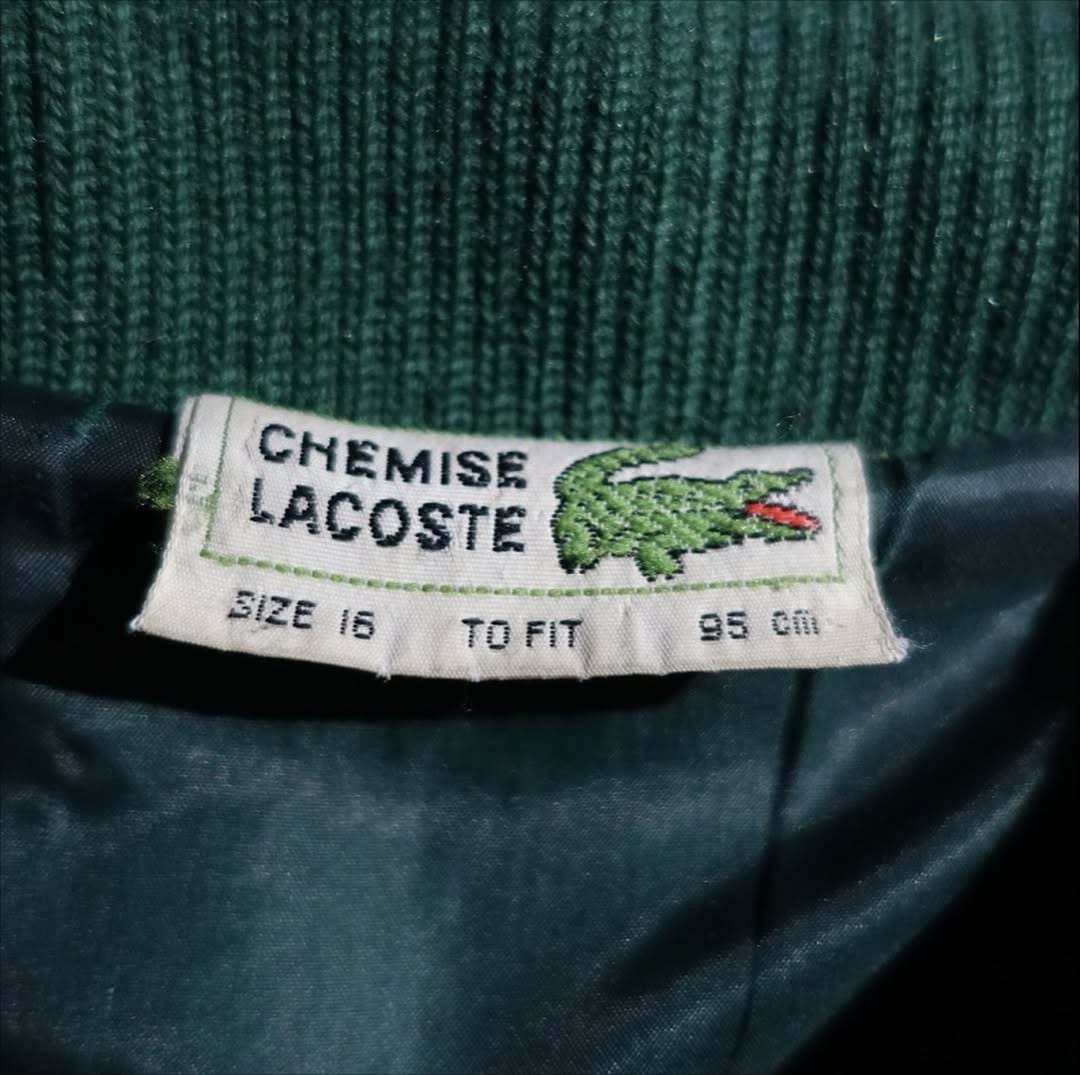 CHEMISE
LACOSTE
SIZE 16 TO FIT 95 cm